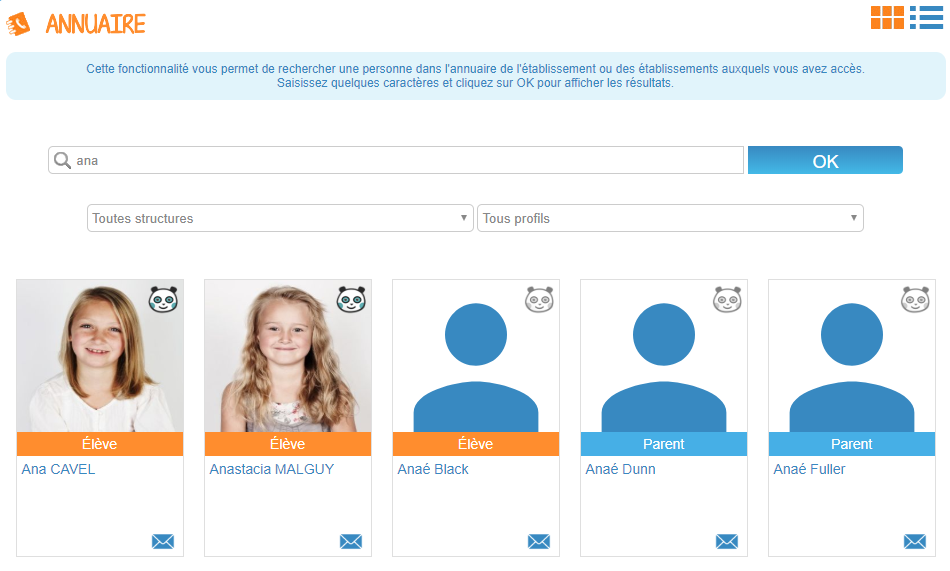 ANNUAIRE
Cette fonctionnalité vous permet de rechercher une personne dans l'annuaire de l'établissement ou des établissements auxquels vous avez accès.
Saisissez quelques caractères et cliquez sur OK pour afficher les résultats.
ana
OK
Toutes structures
Tous profils
Élève
Élève
Élève
Parent
Parent
Ana CAVEL
Anastacia MALGUY
Anaé Black
Anaé Dunn
Anaé Fuller